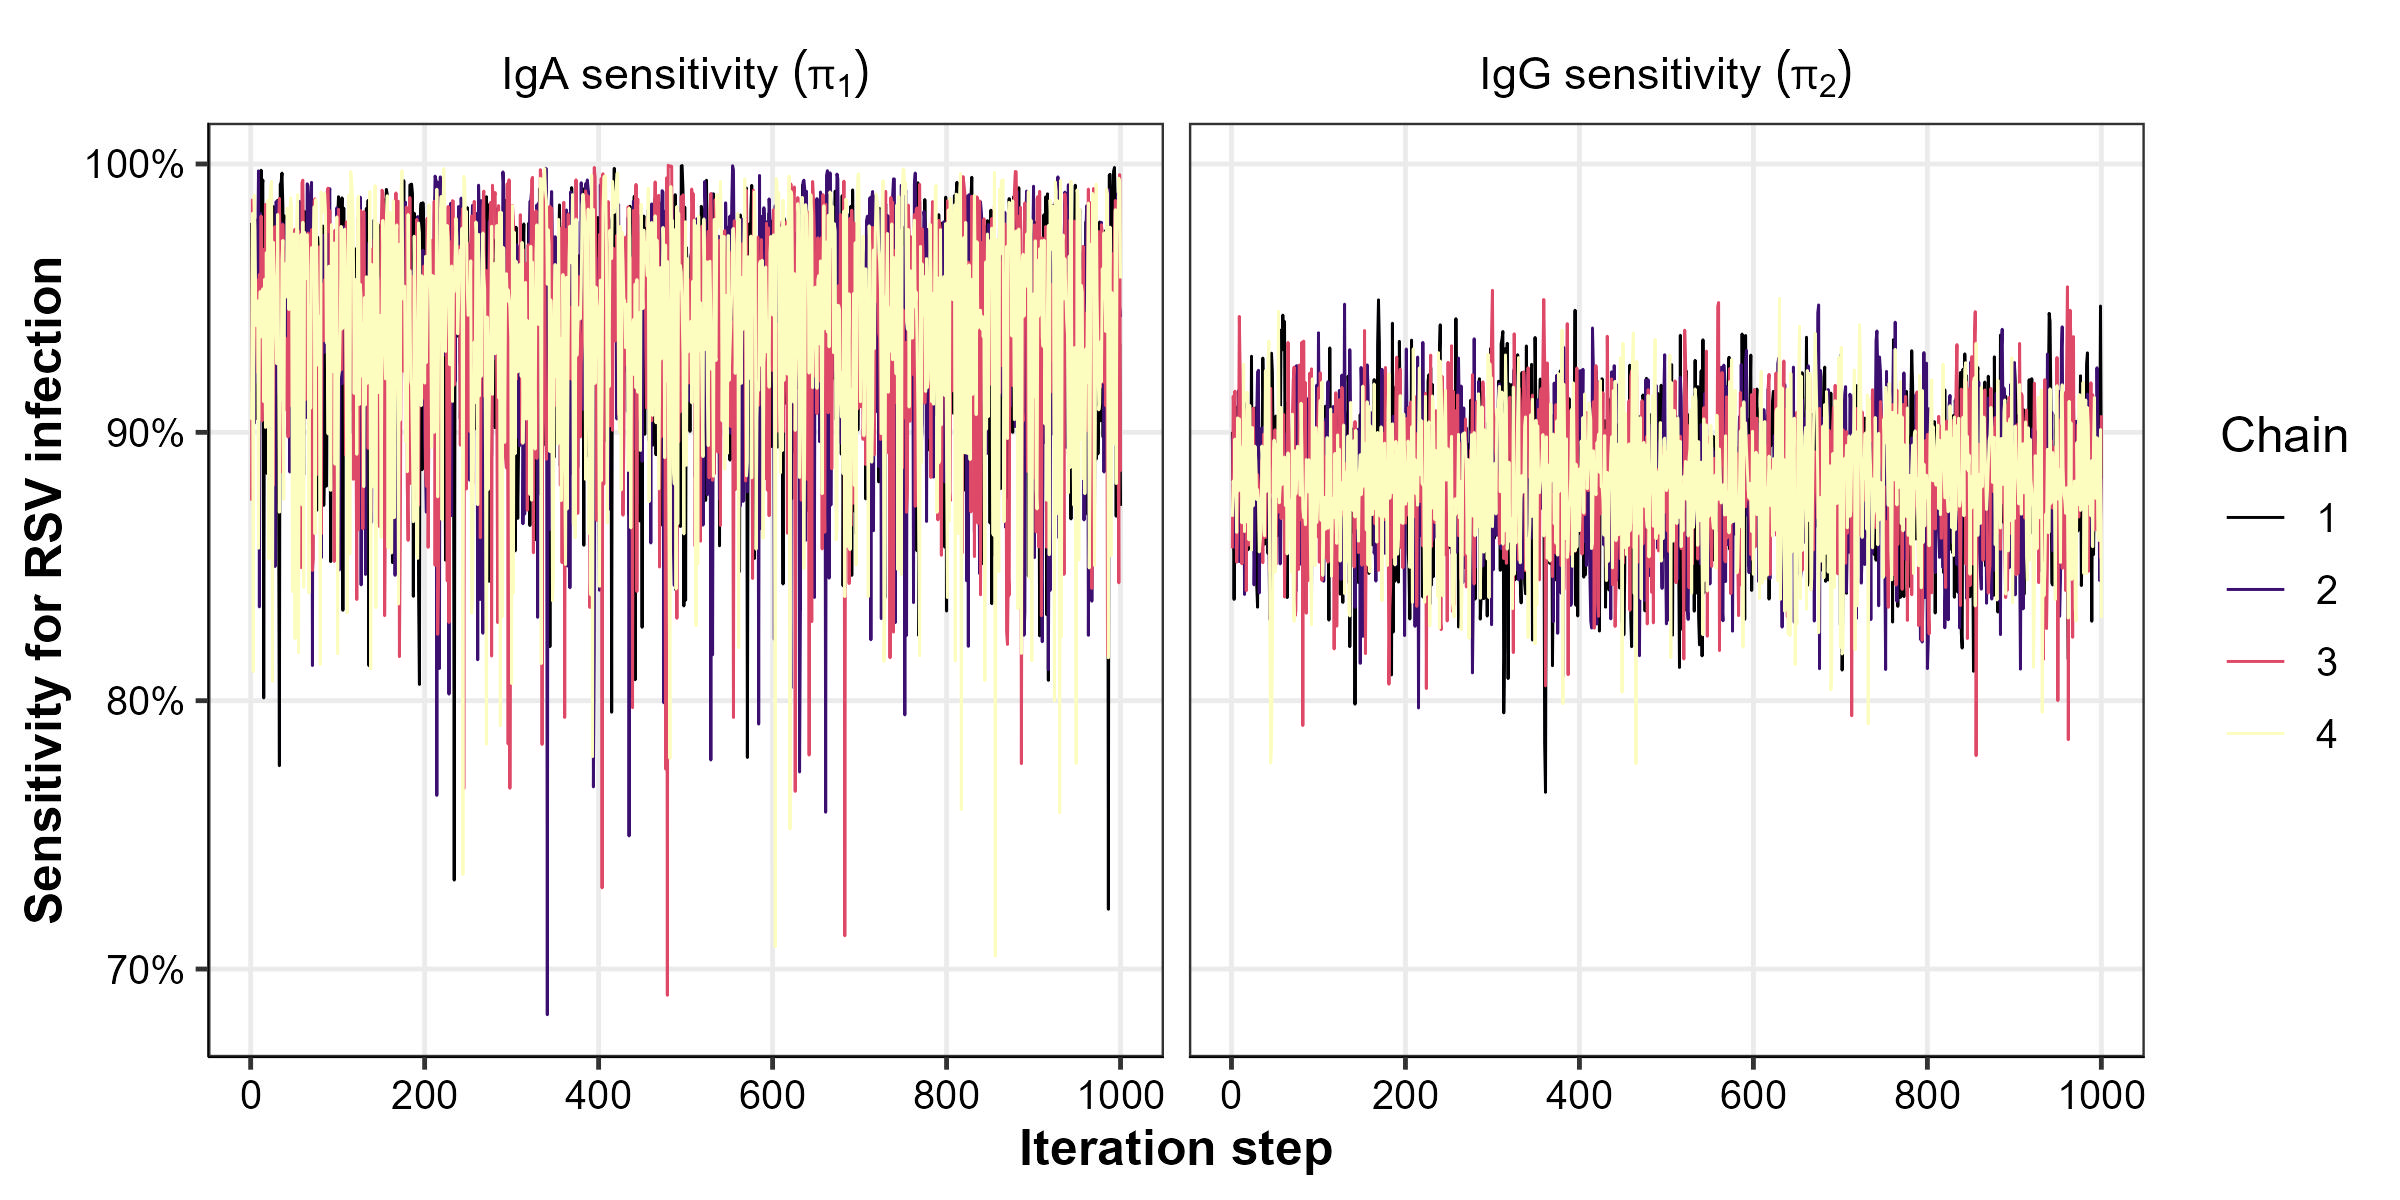 IgA sensitivity (π₁)
IgG sensitivity (π₂)
Sensitivity for RSV infection
100%
90%
80%
70%
0 200 400 600 800 1000
0 200 400 600 800 1000
Iteration step
Chain
1
2
3
4